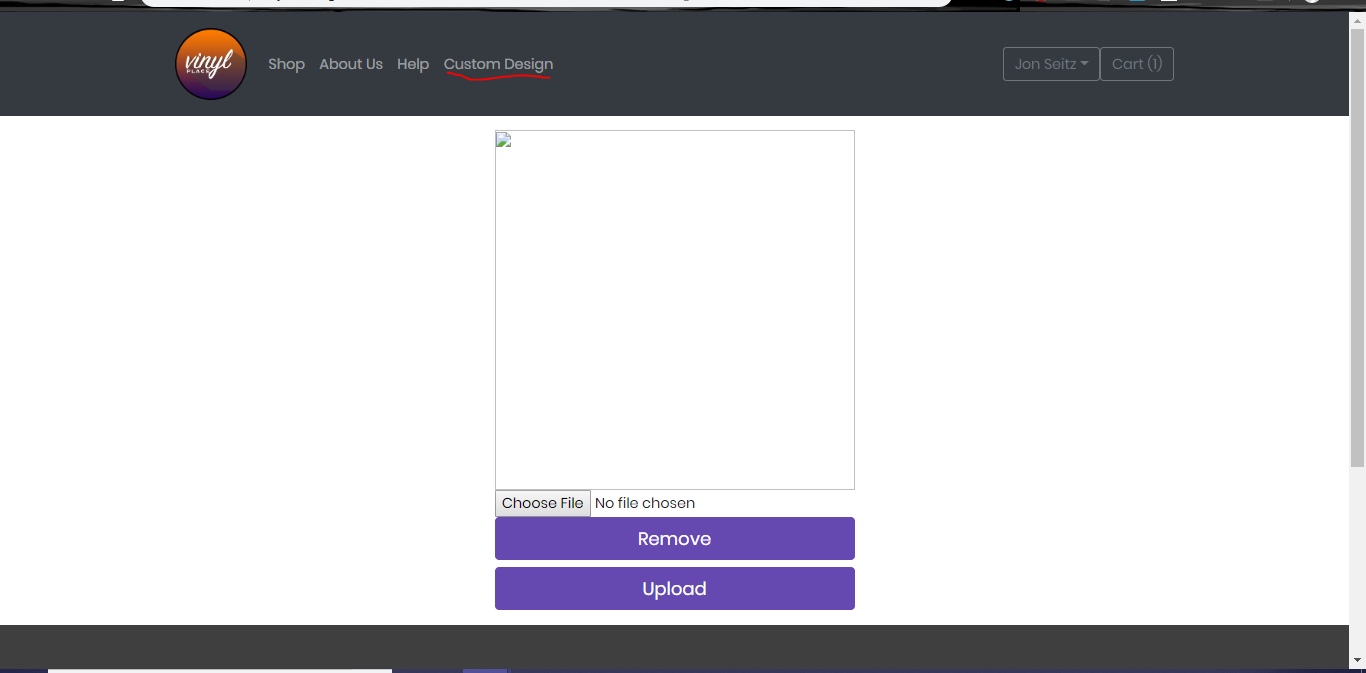 vinyl
PLACE
Shop About Us Help Custom Design
Jon Seitz Cart (1)
Choose File No file chosen
Remove
Upload